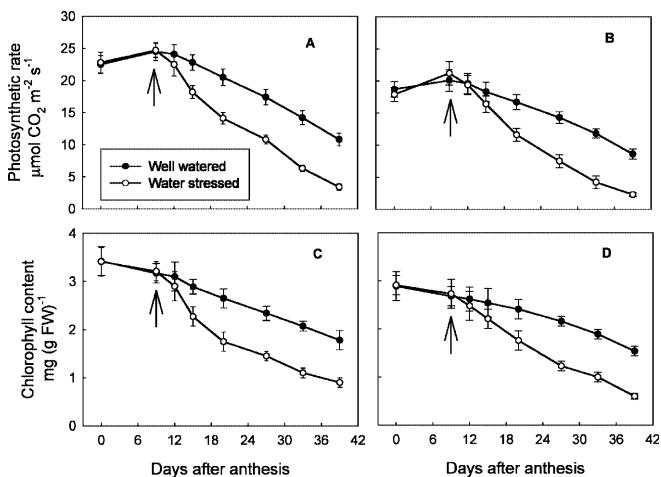 Photosynthetic rate
µmol CO2 m-2 s-1
30
25
20
15
10
5
0
A
Well watered
Water stressed
B
Chlorophyll content
mg (g FW)-1
4
3
2
1
0
C
D
0 6 12 18 24 30 36 42
0 6 12 18 24 30 36 42
Days after anthesis
Days after anthesis